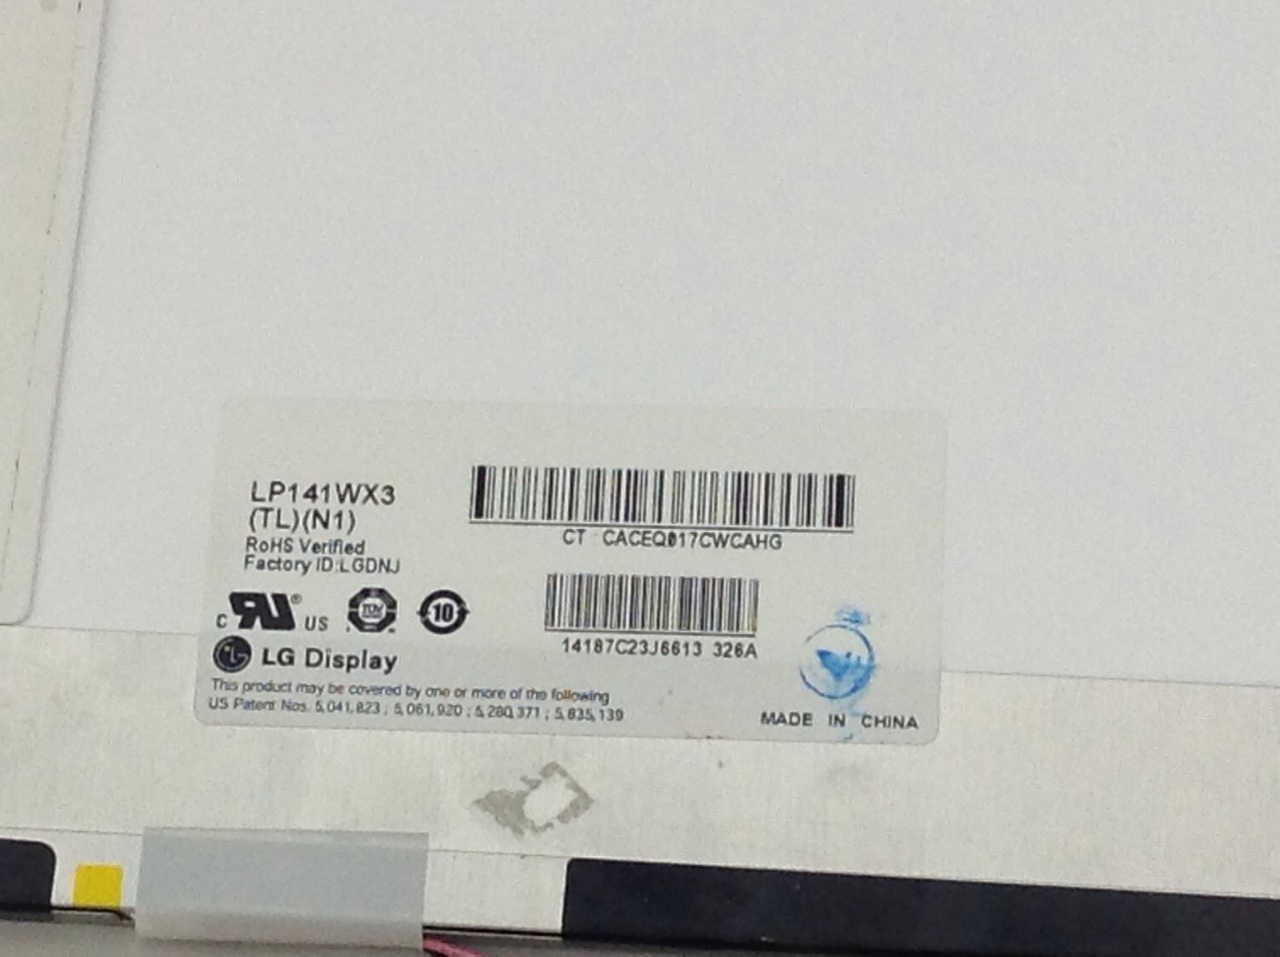 LP141WX3
(TL)(N1)
RoHS Verified
Factory ID:LGDNJ
CT : CACEQ017CWCAHG
C US
TÜV
10
14187C23J6613 326A
LG Display
This product may be covered by one or more of the following
US Patent Nos. 5,041,823 ; 5,061,920 ; 5,280,371 ; 5,835,139
MADE IN CHINA